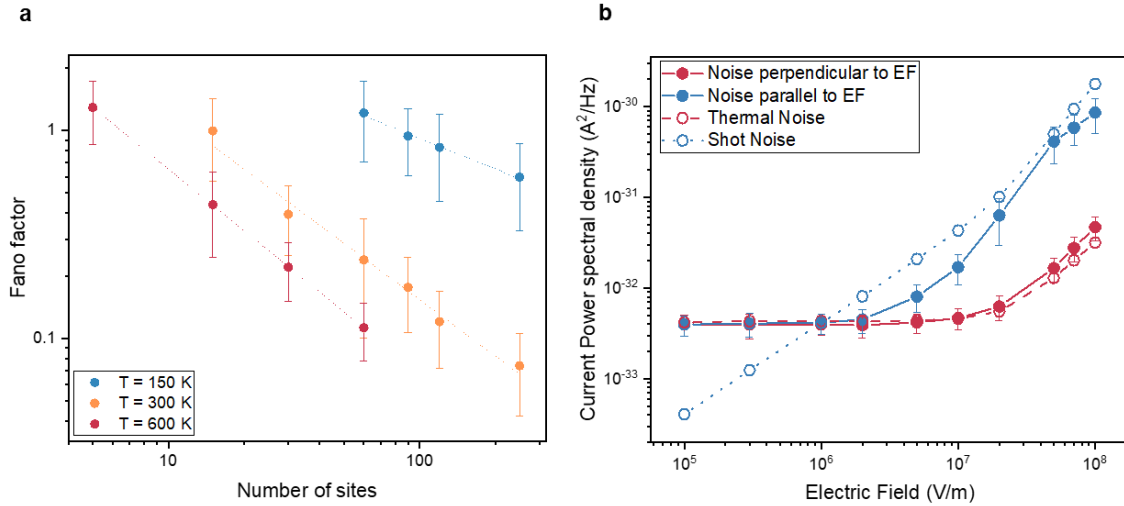 a
Fano factor
1
0.1
T = 150 K
T = 300 K
T = 600 K
10
100
Number of sites
b
Current Power spectral density (A²/Hz)
Noise perpendicular to EF
Noise parallel to EF
Thermal Noise
Shot Noise
10⁻³⁰
10⁻³¹
10⁻³²
10⁻³³
10⁵
10⁶
10⁷
10⁸
Electric Field (V/m)